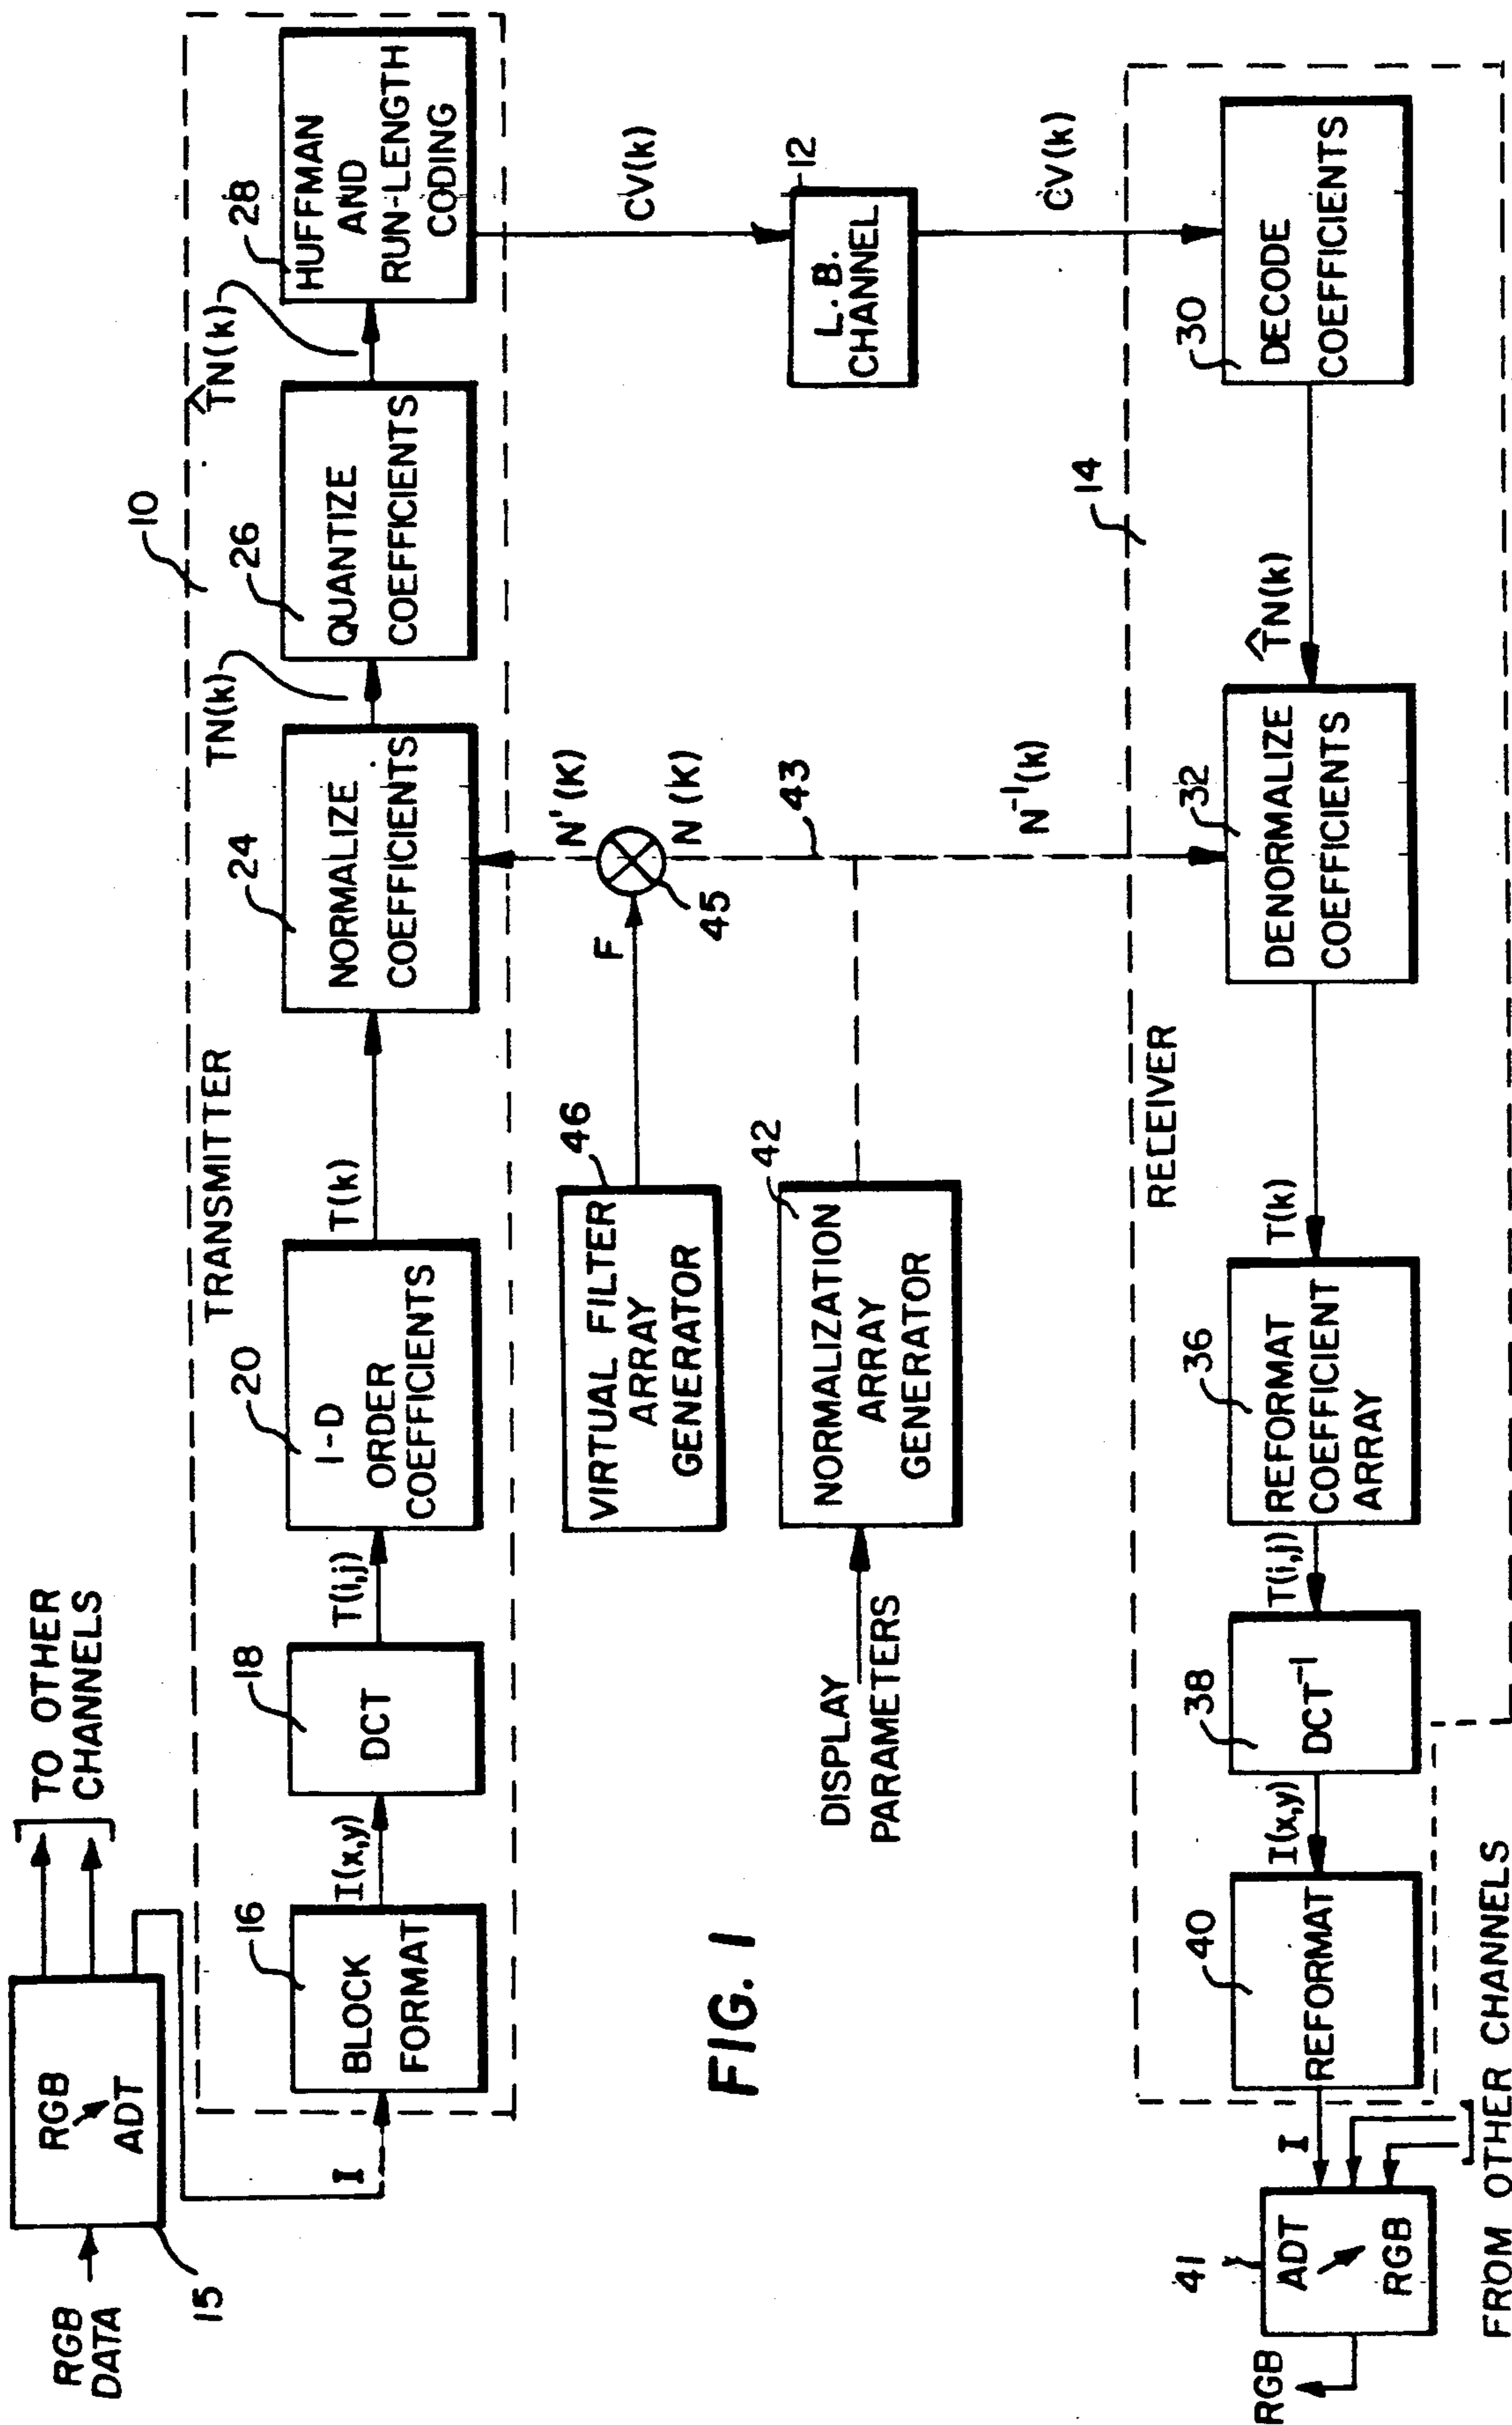 RGB
DATA
15
RGB
ADT
TO OTHER
CHANNELS
I
TRANSMITTER
10
16
BLOCK
FORMAT
I(x,y)
18
DCT
T(i,j)
20
1-D
ORDER
COEFFICIENTS
T(k)
24
NORMALIZE
COEFFICIENTS
TN(k)
26
QUANTIZE
COEFFICIENTS
T̂N(k)
28
HUFFMAN
AND
RUN-LENGTH
CODING
CV(k)
L.B.
CHANNEL
12
CV(k)
VIRTUAL FILTER
ARRAY
GENERATOR
46
F
45
N'(K)
N(K)
43
N⁻¹(k)
DISPLAY
PARAMETERS
42
NORMALIZATION
ARRAY
GENERATOR
FIG. 1
RECEIVER
14
30
DECODE
COEFFICIENTS
T̂N(k)
32
DENORMALIZE
COEFFICIENTS
T(k)
36
REFORMAT
COEFFICIENT
ARRAY
T(i,j)
38
DCT⁻¹
I(x,y)
40
REFORMAT
I
41
ADT
RGB
RGB
FROM OTHER CHANNELS